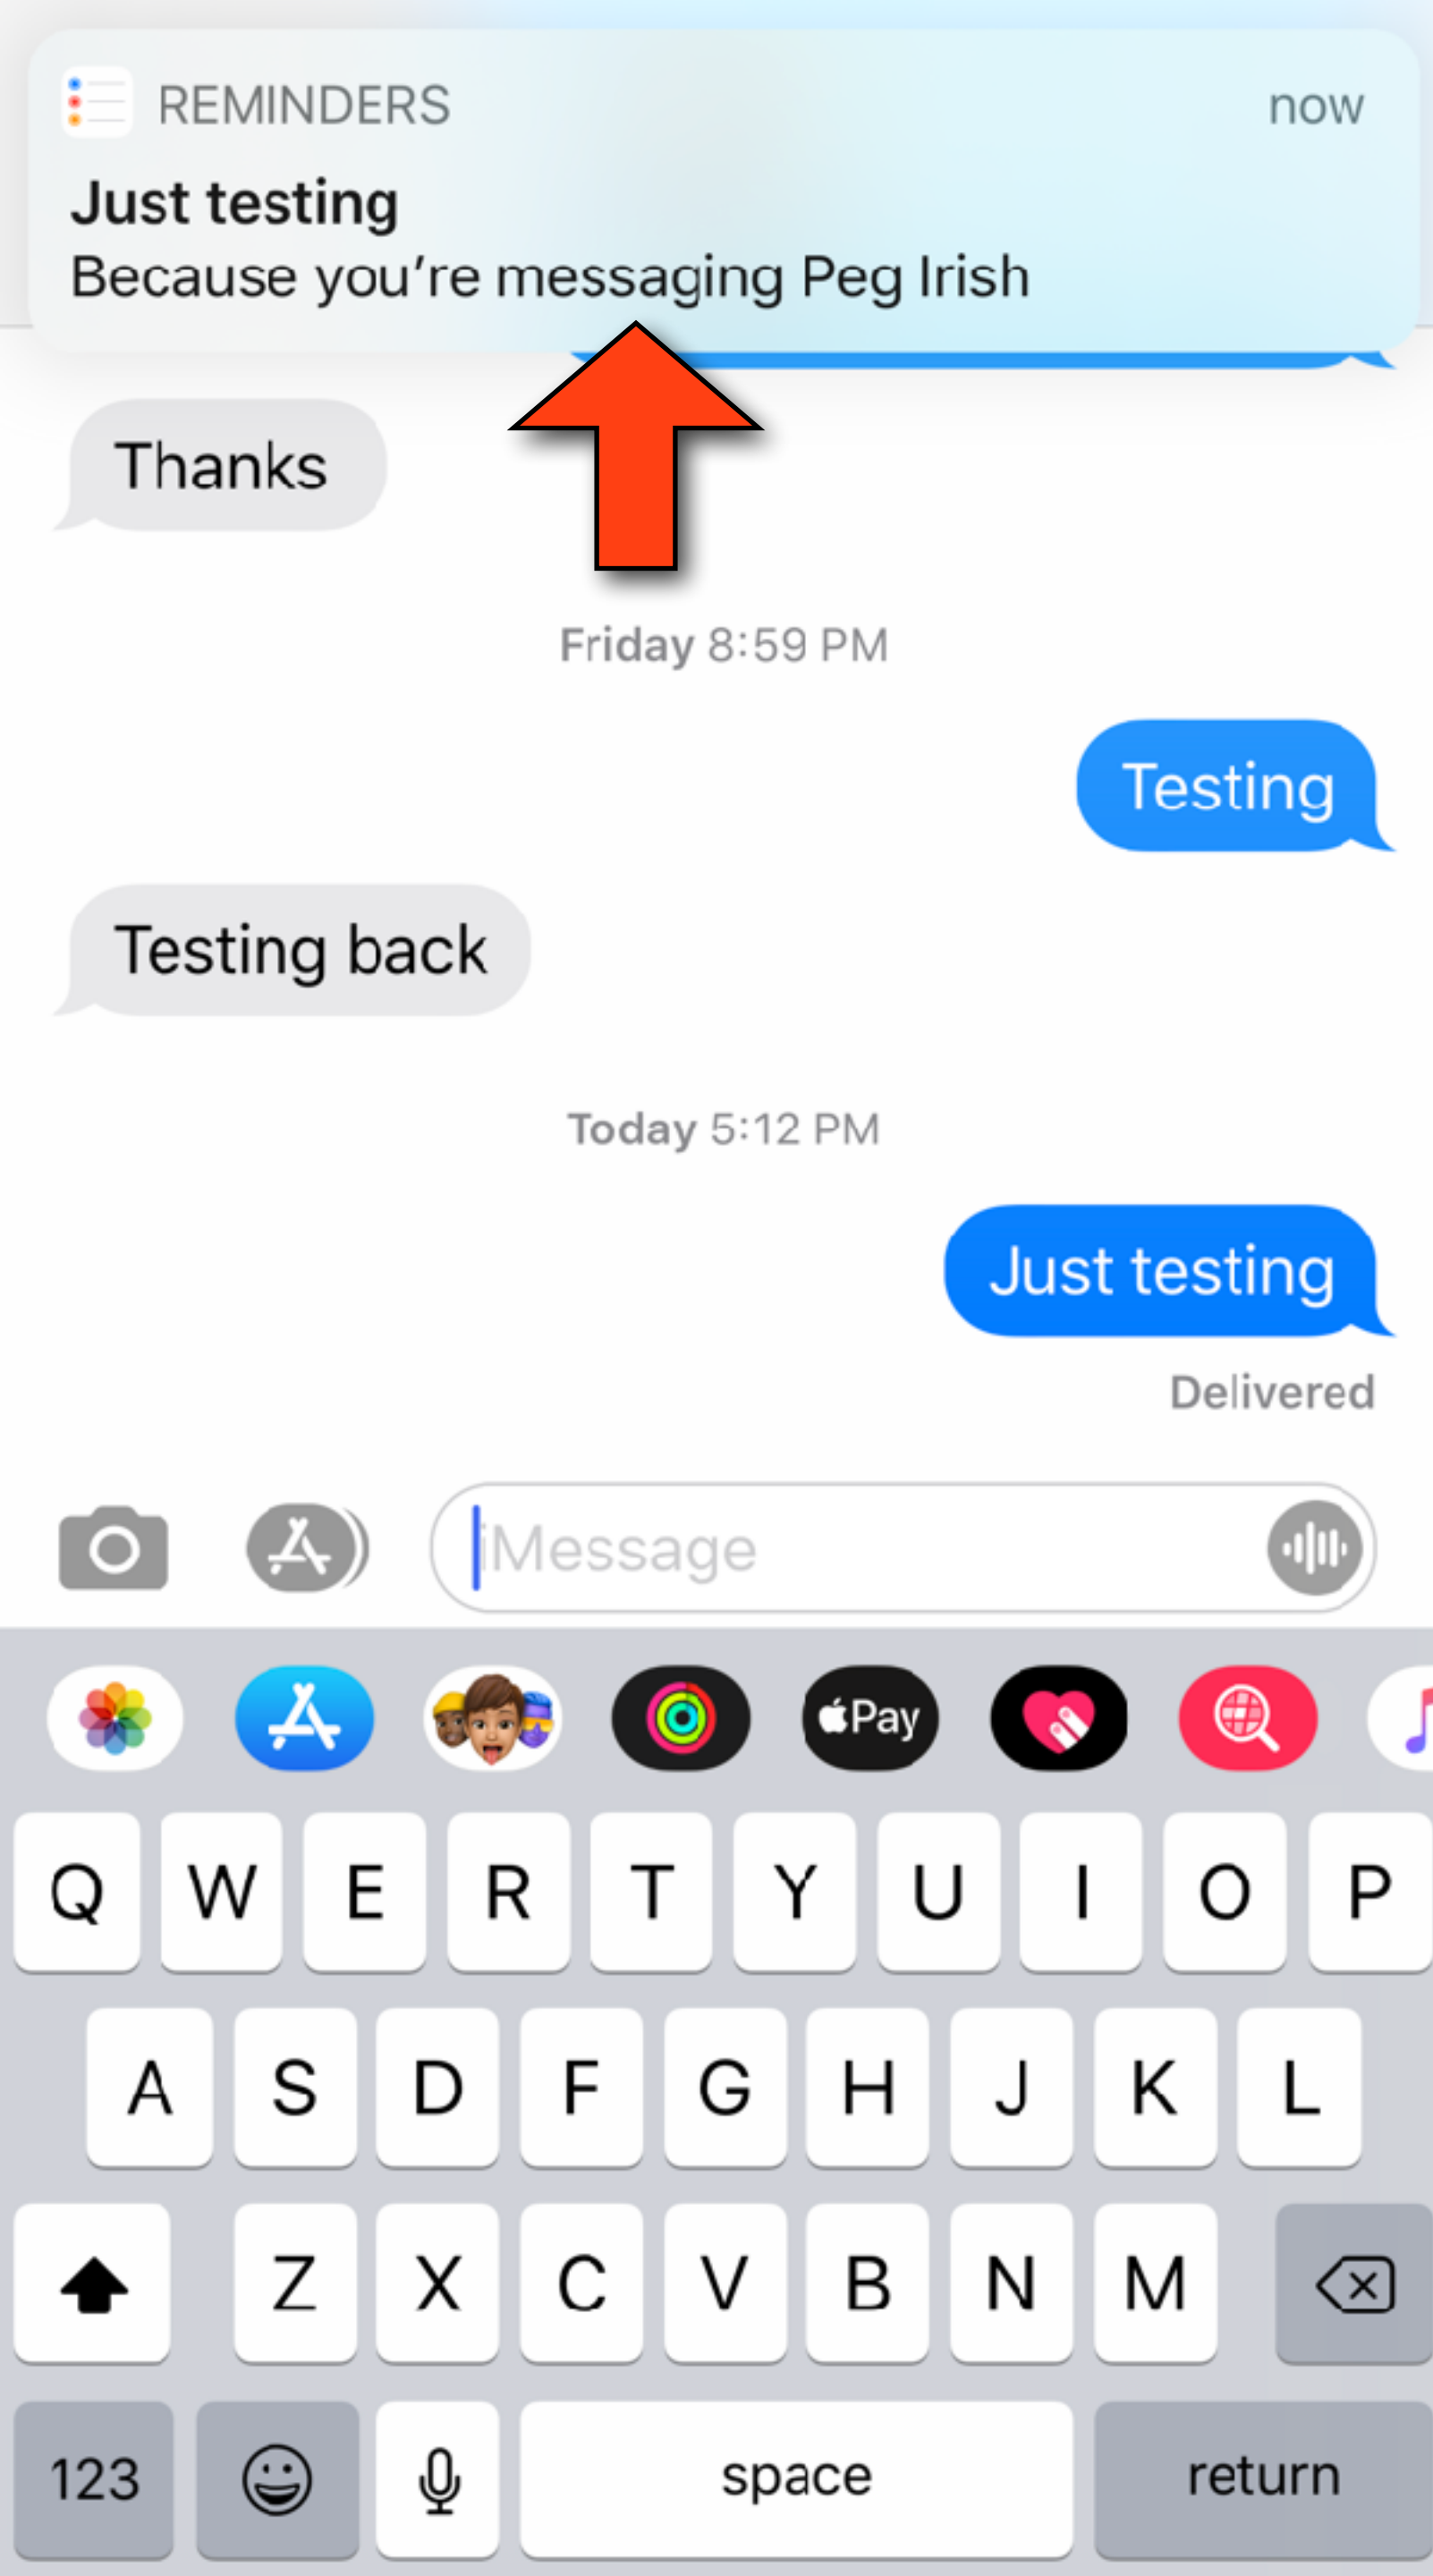 REMINDERS now
Just testing
Because you’re messaging Peg Irish
Thanks
Friday 8:59 PM
Testing
Testing back
Today 5:12 PM
Just testing
Delivered
iMessage
Pay
Q W E R T Y U I O P
A S D F G H J K L
Z X C V B N M
123 space return